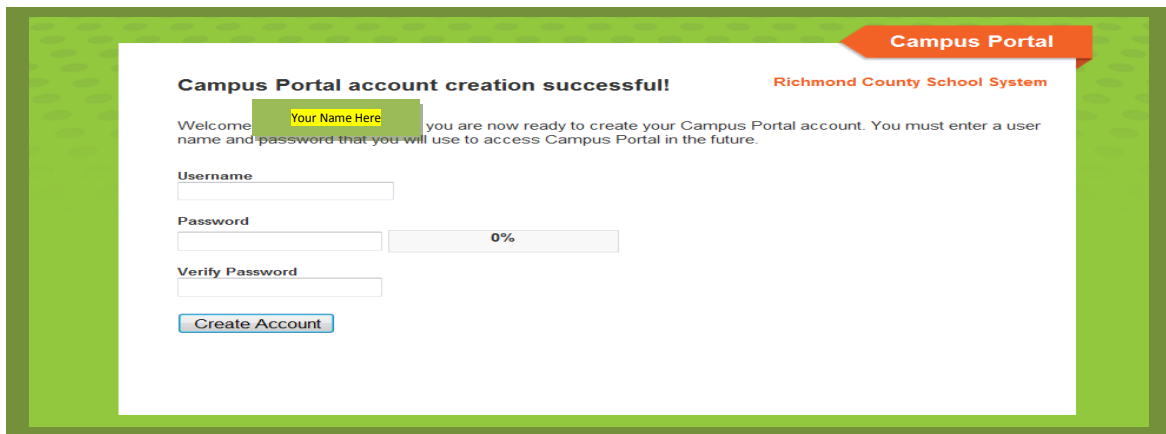 Campus Portal
Campus Portal account creation successful!
Richmond County School System
Your Name Here
Welcome you are now ready to create your Campus Portal account. You must enter a user
name and password that you will use to access Campus Portal in the future.
Username
Password
0%
Verify Password
Create Account